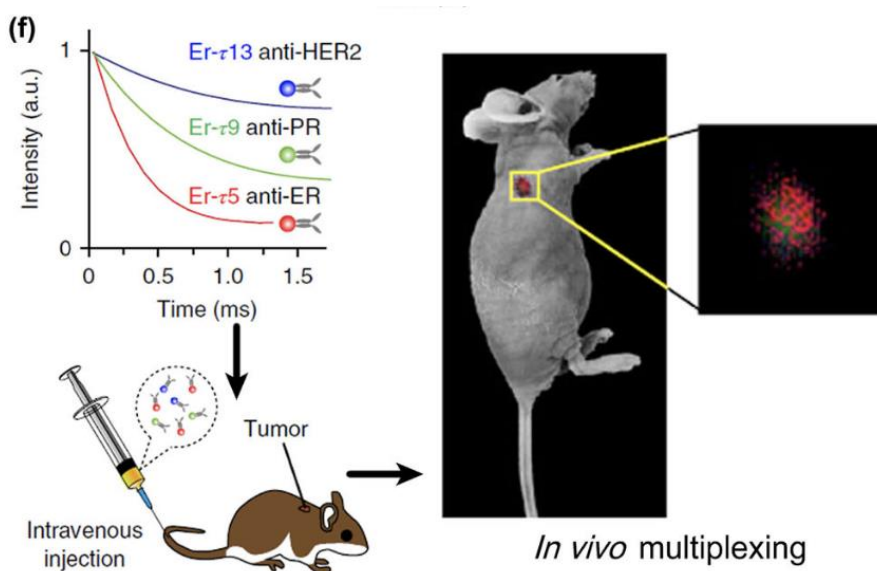 (f)
1
Er-τ13 anti-HER2
Er-τ9 anti-PR
Er-τ5 anti-ER
Intensity (a.u.)
0
0 0.5 1.0 1.5
Time (ms)
Tumor
Intravenous
injection
In vivo multiplexing